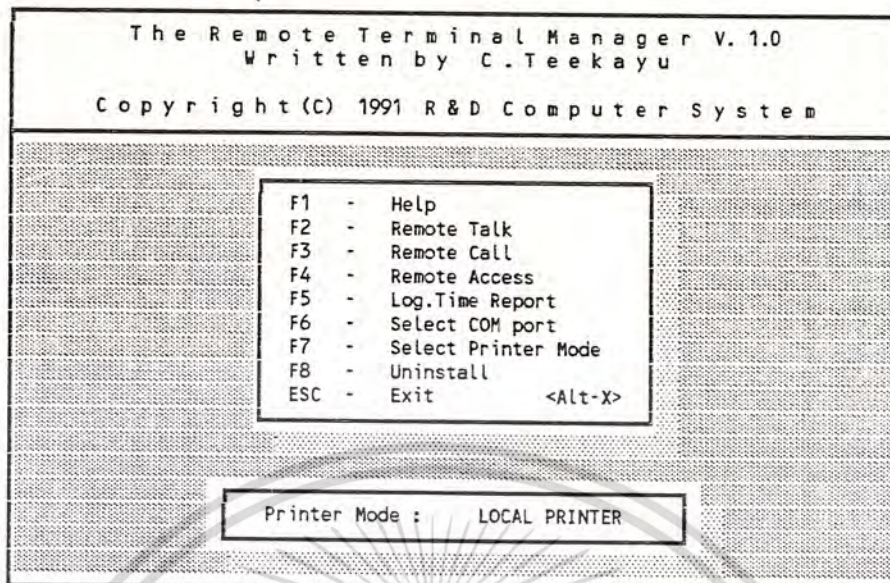 The Remote Terminal Manager V. 1.0
Written by C.Teekayu
Copyright(C) 1991 R&D Computer System
F1 - Help
F2 - Remote Talk
F3 - Remote Call
F4 - Remote Access
F5 - Log.Time Report
F6 - Select COM port
F7 - Select Printer Mode
F8 - Uninstall
ESC - Exit <Alt-X>
Printer Mode : LOCAL PRINTER